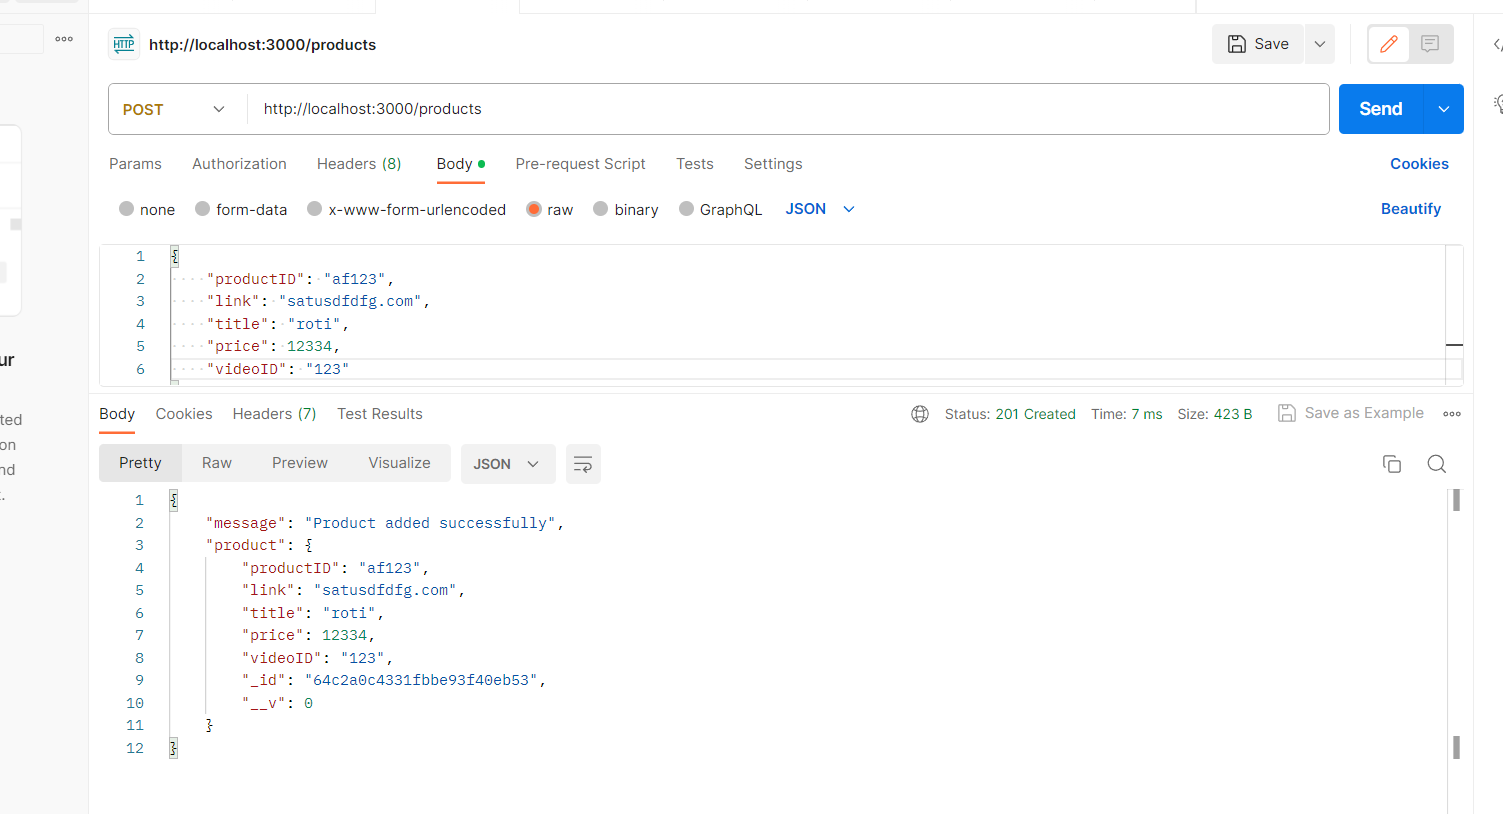 HTTP http://localhost:3000/products Save
POST http://localhost:3000/products Send
Params Authorization Headers (8) Body Pre-request Script Tests Settings Cookies
none form-data x-www-form-urlencoded raw binary GraphQL JSON Beautify
1 {
2 "productID": "af123",
3 "link": "satusdfdfg.com",
4 "title": "roti",
5 "price": 12334,
6 "videoID": "123"
ur
ted
on
nd
.
Body Cookies Headers (7) Test Results Status: 201 Created Time: 7 ms Size: 423 B Save as Example
Pretty Raw Preview Visualize JSON
1 {
2 "message": "Product added successfully",
3 "product": {
4 "productID": "af123",
5 "link": "satusdfdfg.com",
6 "title": "roti",
7 "price": 12334,
8 "videoID": "123",
9 "_id": "64c2a0c4331fbbe93f40eb53",
10 "__v": 0
11 }
12 }